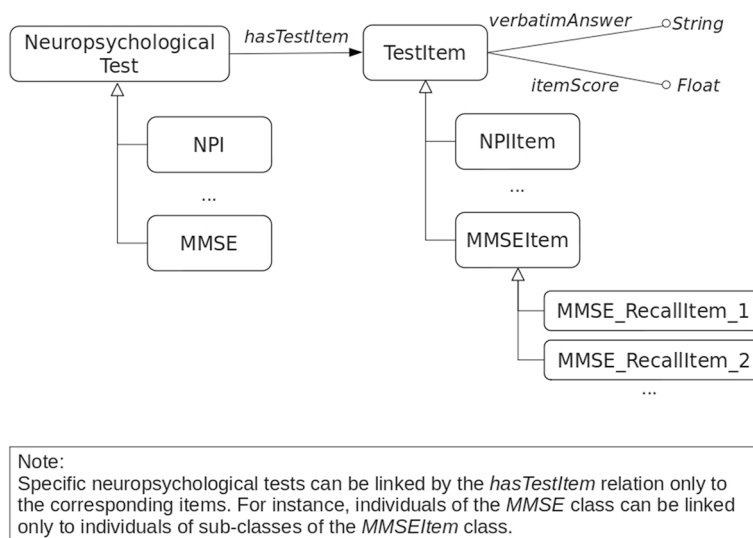 Neuropsychological
Test
hasTestItem
TestItem
verbatimAnswer
String
itemScore
Float
NPI
...
MMSE
NPIItem
...
MMSEItem
MMSE_RecallItem_1
MMSE_RecallItem_2
...
Note:
Specific neuropsychological tests can be linked by the hasTestItem relation only to
the corresponding items. For instance, individuals of the MMSE class can be linked
only to individuals of sub-classes of the MMSEItem class.